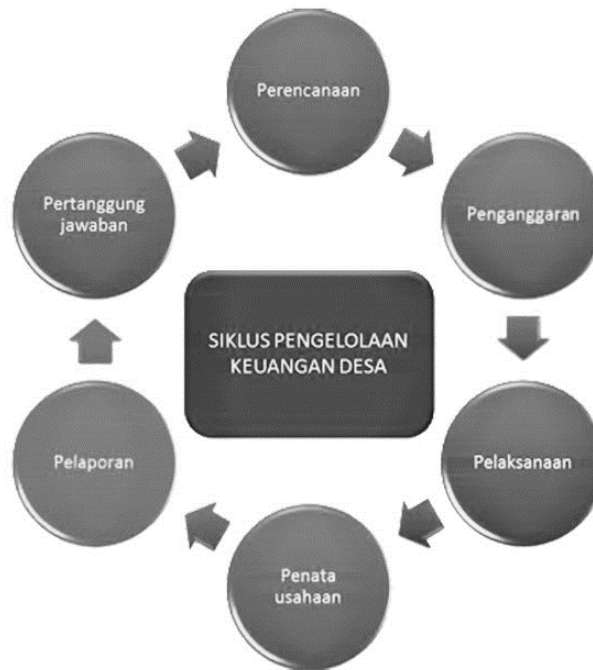 Perencanaan
Penganggaran
Pelaksanaan
Penata
usahaan
Pelaporan
Pertanggung
jawaban
SIKLUS PENGELOLAAN
KEUANGAN DESA